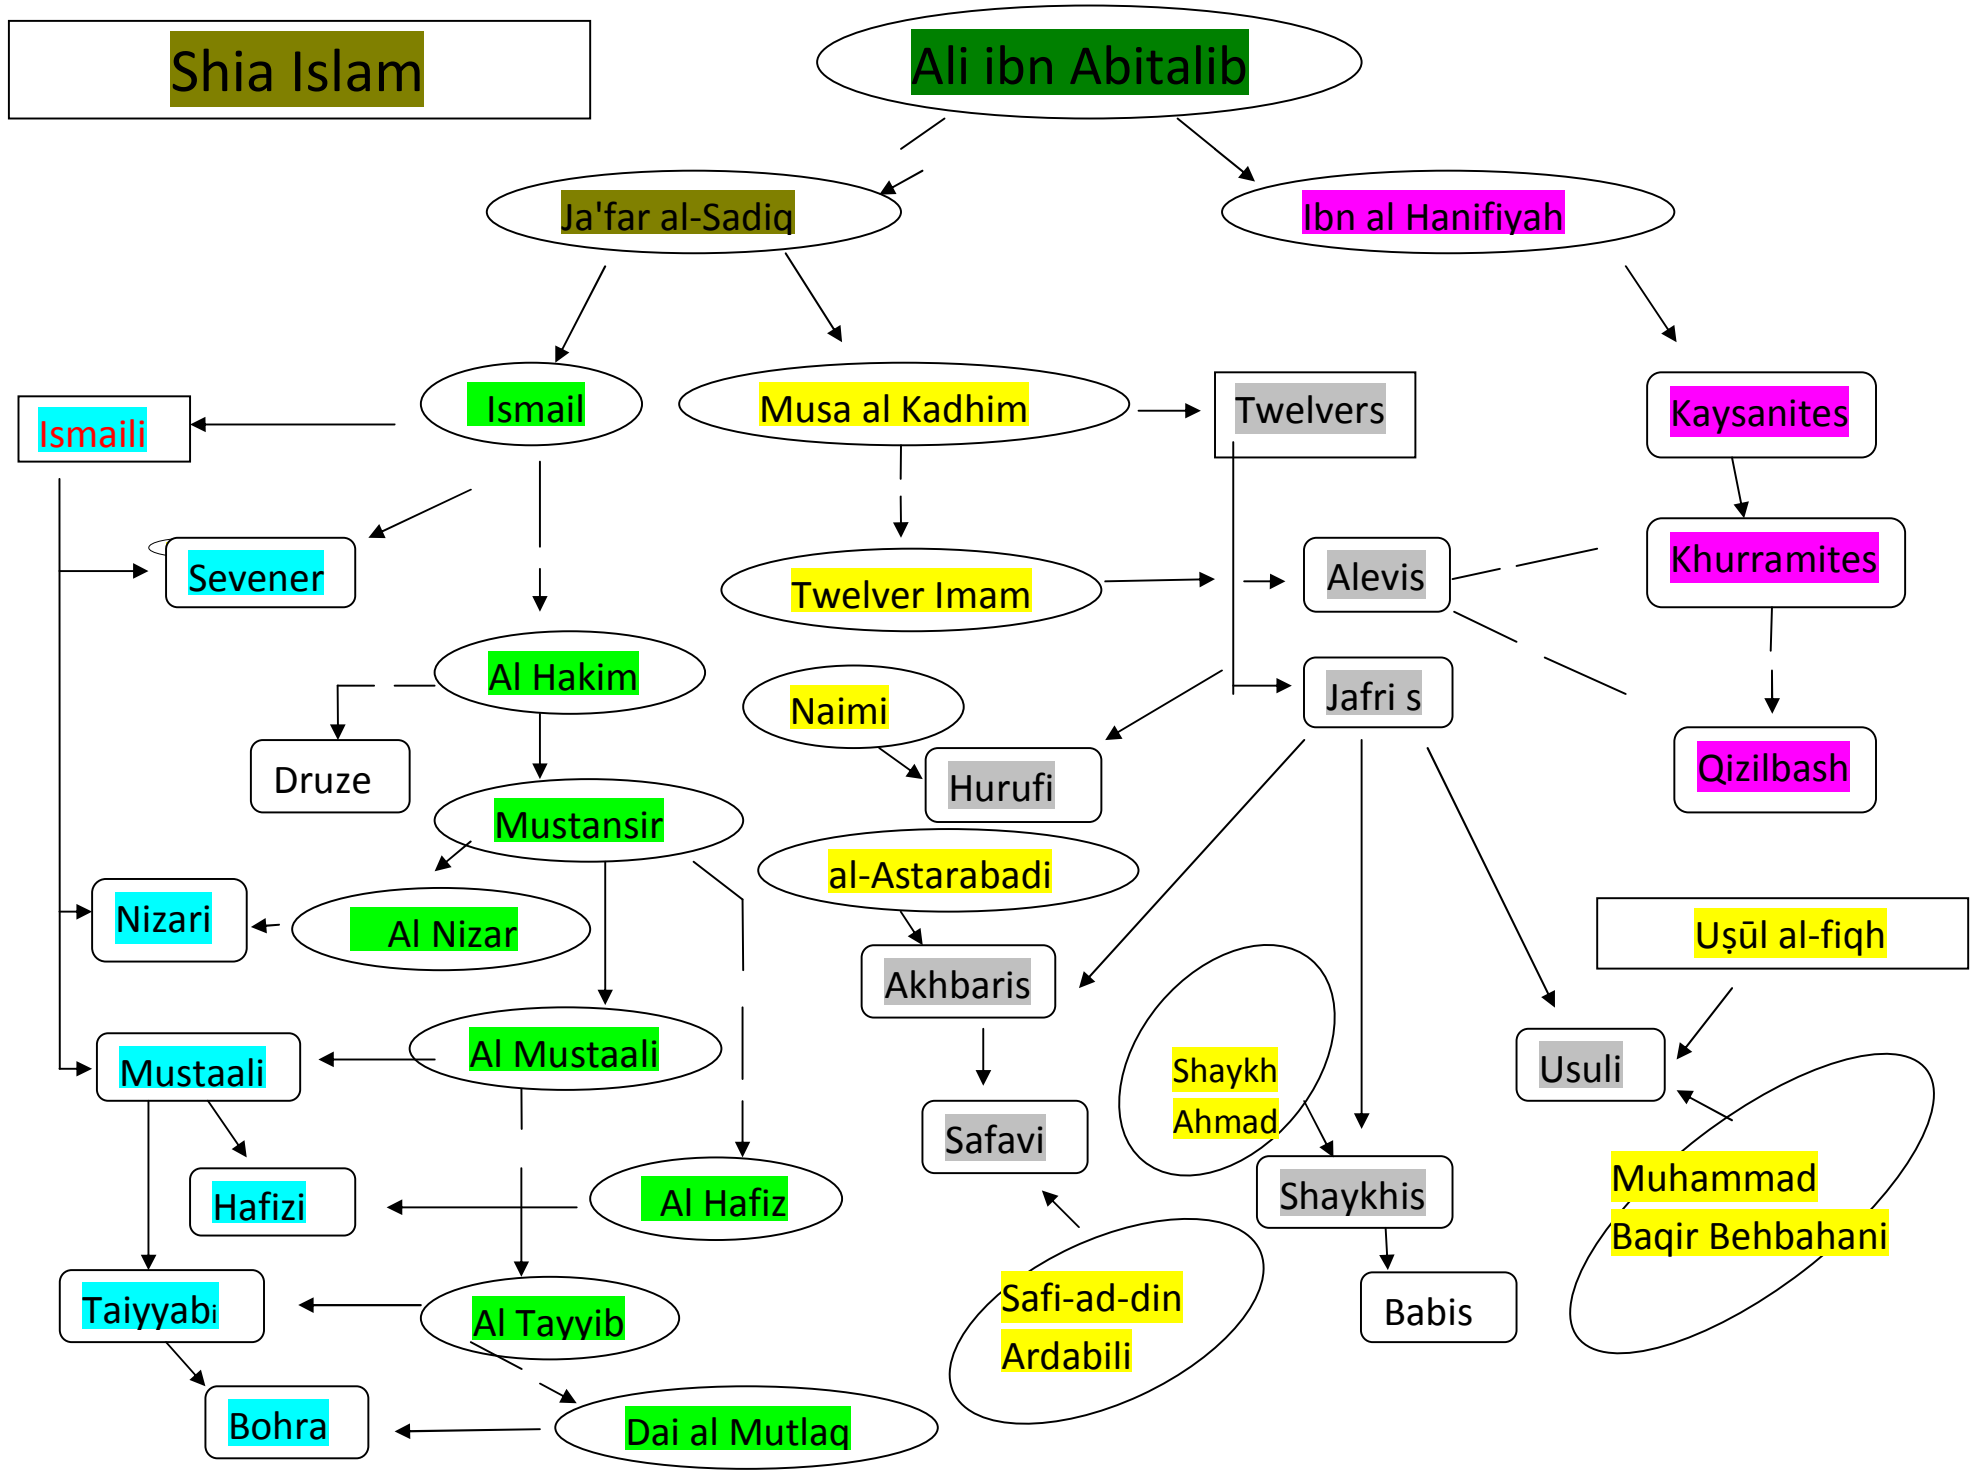 Shia Islam
Ali ibn Abitalib
Ja'far al-Sadiq
Ibn al Hanifiyah
Ismaili
Ismail
Musa al Kadhim
Twelvers
Kaysanites
Sevener
Twelver Imam
Alevis
Khurramites
Al Hakim
Naimi
Jafri s
Druze
Hurufi
Qizilbash
Mustansir
al-Astarabadi
Nizari
Al Nizar
Akhbaris
Uṣūl al-fiqh
Mustaali
Al Mustaali
Safavi
Shaykh
Ahmad
Usuli
Hafizi
Al Hafiz
Shaykhis
Muhammad
Baqir Behbahani
Taiyyabi
Al Tayyib
Safi-ad-din
Ardabili
Babis
Bohra
Dai al Mutlaq